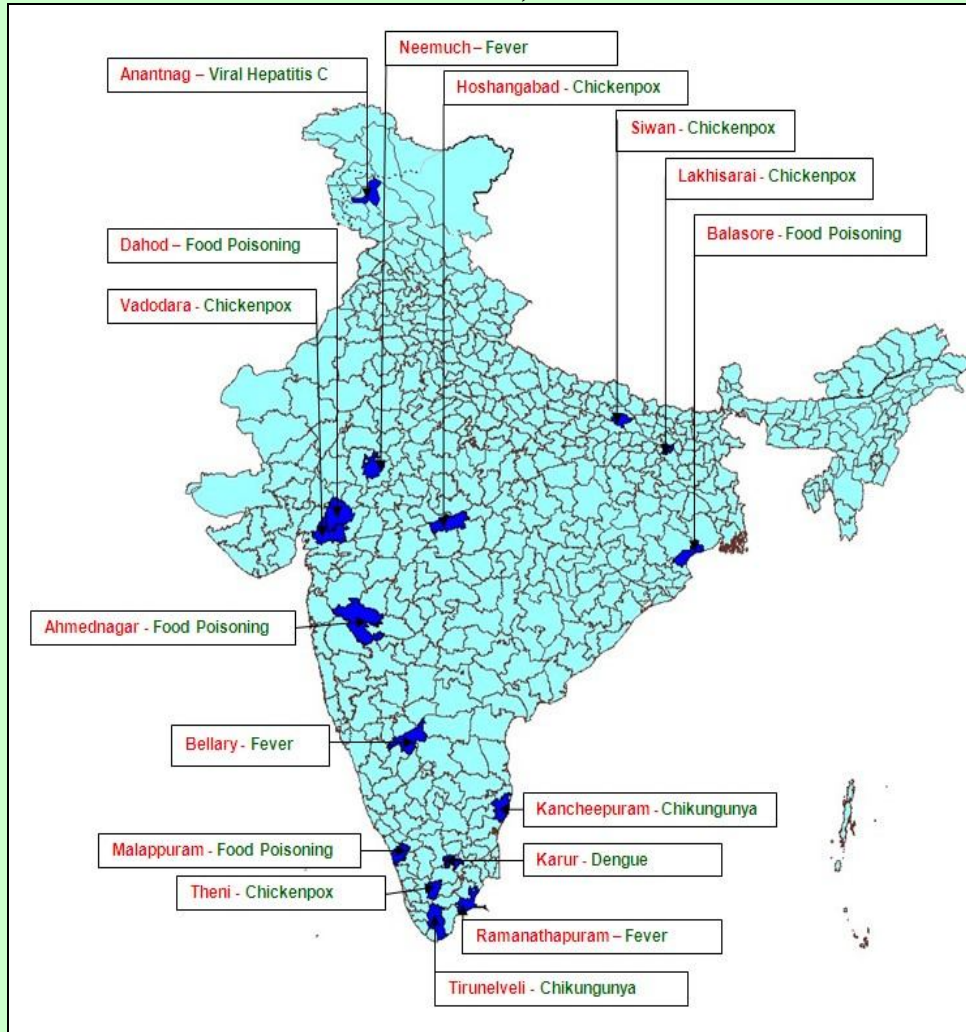 Neemuch – Fever
Anantnag – Viral Hepatitis C
Hoshangabad - Chickenpox
Siwan - Chickenpox
Lakhisarai - Chickenpox
Dahod – Food Poisoning
Balasore - Food Poisoning
Vadodara - Chickenpox
Ahmednagar - Food Poisoning
Bellary - Fever
Kancheepuram - Chikungunya
Malappuram - Food Poisoning
Karur - Dengue
Theni - Chickenpox
Ramanathapuram – Fever
Tirunelveli - Chikungunya